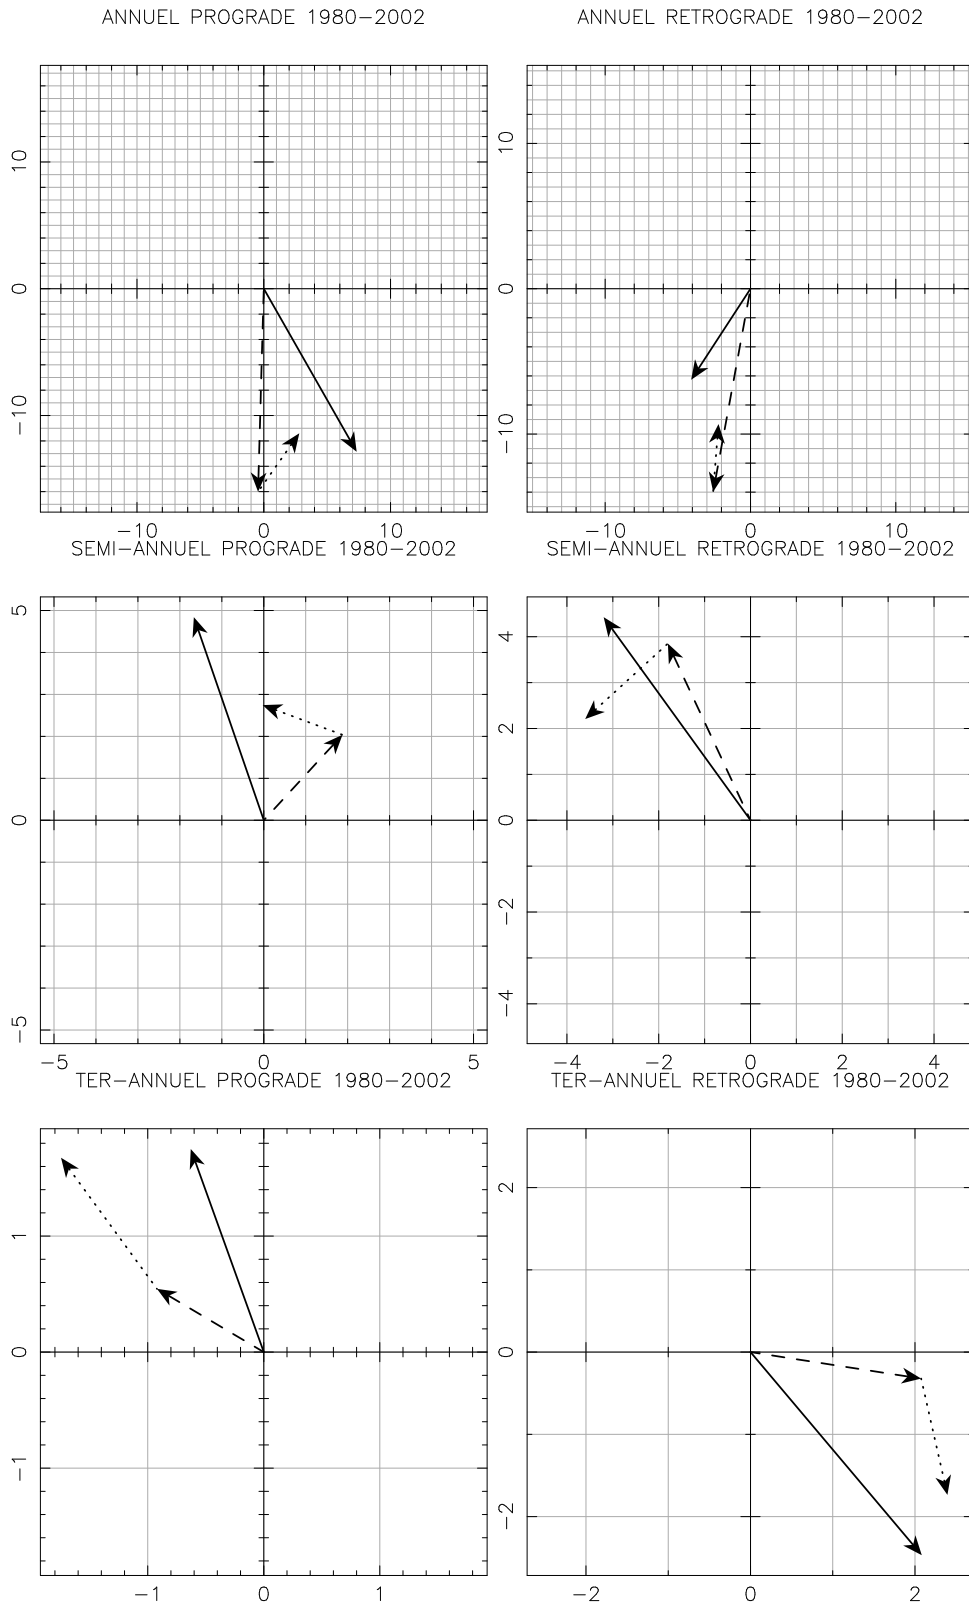 ANNUEL PROGRADE 1980−2002 ANNUEL RETROGRADE 1980−2002
10 10
0 0
−10 −10
−10 0 10 −10 0 10
SEMI−ANNUEL PROGRADE 1980−2002 SEMI−ANNUEL RETROGRADE 1980−2002
5 4
2
0 0
−2
−5 −4
−5 0 5 −4 −2 0 2 4
TER−ANNUEL PROGRADE 1980−2002 TER−ANNUEL RETROGRADE 1980−2002
1 2
0 0
−1 −2
−1 0 1 −2 0 2